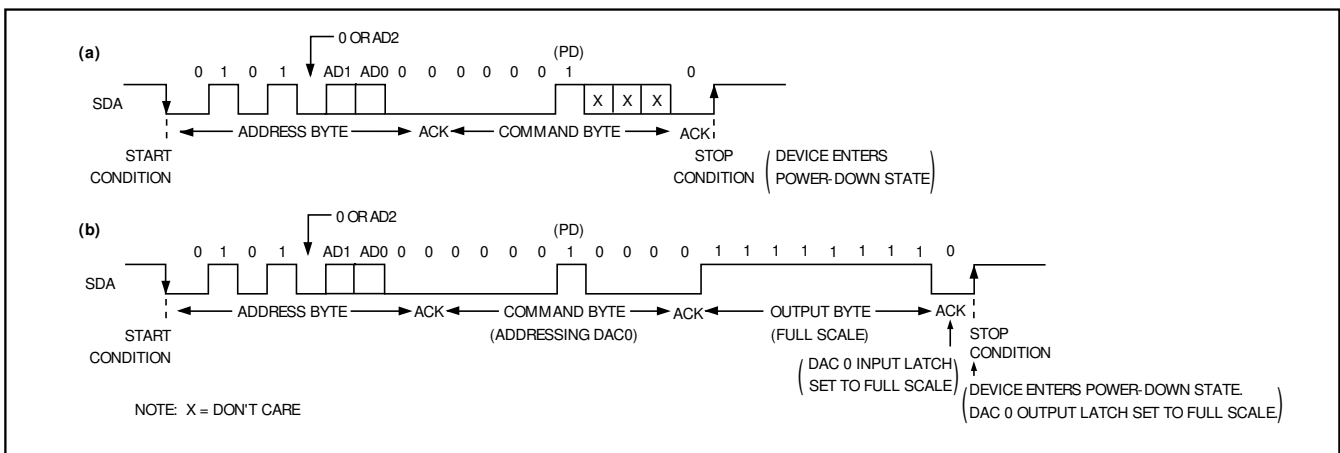 (a)
0 OR AD2
(PD)
0 1 0 1 AD1 AD0 0 0 0 0 0 0 1 0
SDA
X X X
ADDRESS BYTE ACK COMMAND BYTE ACK
START CONDITION
STOP CONDITION
(DEVICE ENTERS
POWER-DOWN STATE)
(b)
0 OR AD2
(PD)
0 1 0 1 AD1 AD0 0 0 0 0 0 0 1 0 0 0 0 1 1 1 1 1 1 1 1 0
SDA
ADDRESS BYTE ACK COMMAND BYTE ACK OUTPUT BYTE ACK
(ADDRESSING DAC0)
(FULL SCALE)
START CONDITION
STOP CONDITION
(DAC 0 INPUT LATCH
SET TO FULL SCALE)
(DEVICE ENTERS POWER-DOWN STATE.
DAC 0 OUTPUT LATCH SET TO FULL SCALE.)
NOTE: X = DON'T CARE